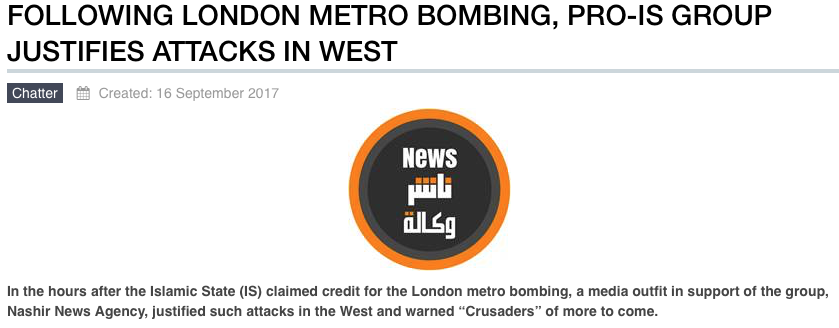 FOLLOWING LONDON METRO BOMBING, PRO-IS GROUP
JUSTIFIES ATTACKS IN WEST
Chatter Created: 16 September 2017
News
ناشر
وكالة
In the hours after the Islamic State (IS) claimed credit for the London metro bombing, a media outfit in support of the group,
Nashir News Agency, justified such attacks in the West and warned “Crusaders” of more to come.